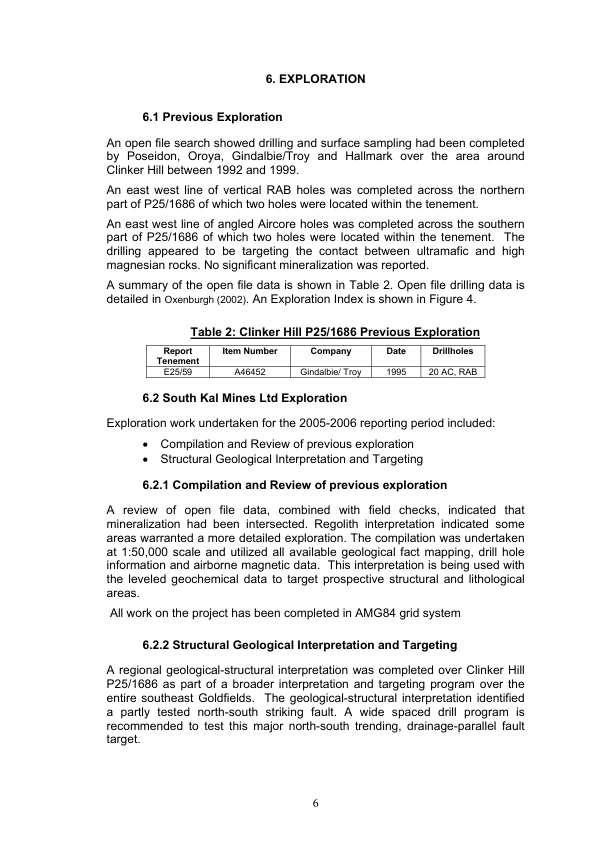 6. EXPLORATION
6.1 Previous Exploration
An open file search showed drilling and surface sampling had been completed
by Poseidon, Oroya, Gindalbie/Troy and Hallmark over the area around
Clinker Hill between 1992 and 1999.
An east west line of vertical RAB holes was completed across the northern
part of P25/1686 of which two holes were located within the tenement.
An east west line of angled Aircore holes was completed across the southern
part of P25/1686 of which two holes were located within the tenement. The
drilling appeared to be targeting the contact between ultramafic and high
magnesian rocks. No significant mineralization was reported.
A summary of the open file data is shown in Table 2. Open file drilling data is
detailed in Oxenburgh (2002). An Exploration Index is shown in Figure 4.
Table 2: Clinker Hill P25/1686 Previous Exploration
Report Tenement Item Number Company Date Drillholes
E25/59 A46452 Gindalbie/ Troy 1995 20 AC, RAB
6.2 South Kal Mines Ltd Exploration
Exploration work undertaken for the 2005-2006 reporting period included:
• Compilation and Review of previous exploration
• Structural Geological Interpretation and Targeting
6.2.1 Compilation and Review of previous exploration
A review of open file data, combined with field checks, indicated that
mineralization had been intersected. Regolith interpretation indicated some
areas warranted a more detailed exploration. The compilation was undertaken
at 1:50,000 scale and utilized all available geological fact mapping, drill hole
information and airborne magnetic data. This interpretation is being used with
the leveled geochemical data to target prospective structural and lithological
areas.
All work on the project has been completed in AMG84 grid system
6.2.2 Structural Geological Interpretation and Targeting
A regional geological-structural interpretation was completed over Clinker Hill
P25/1686 as part of a broader interpretation and targeting program over the
entire southeast Goldfields. The geological-structural interpretation identified
a partly tested north-south striking fault. A wide spaced drill program is
recommended to test this major north-south trending, drainage-parallel fault
target.
6